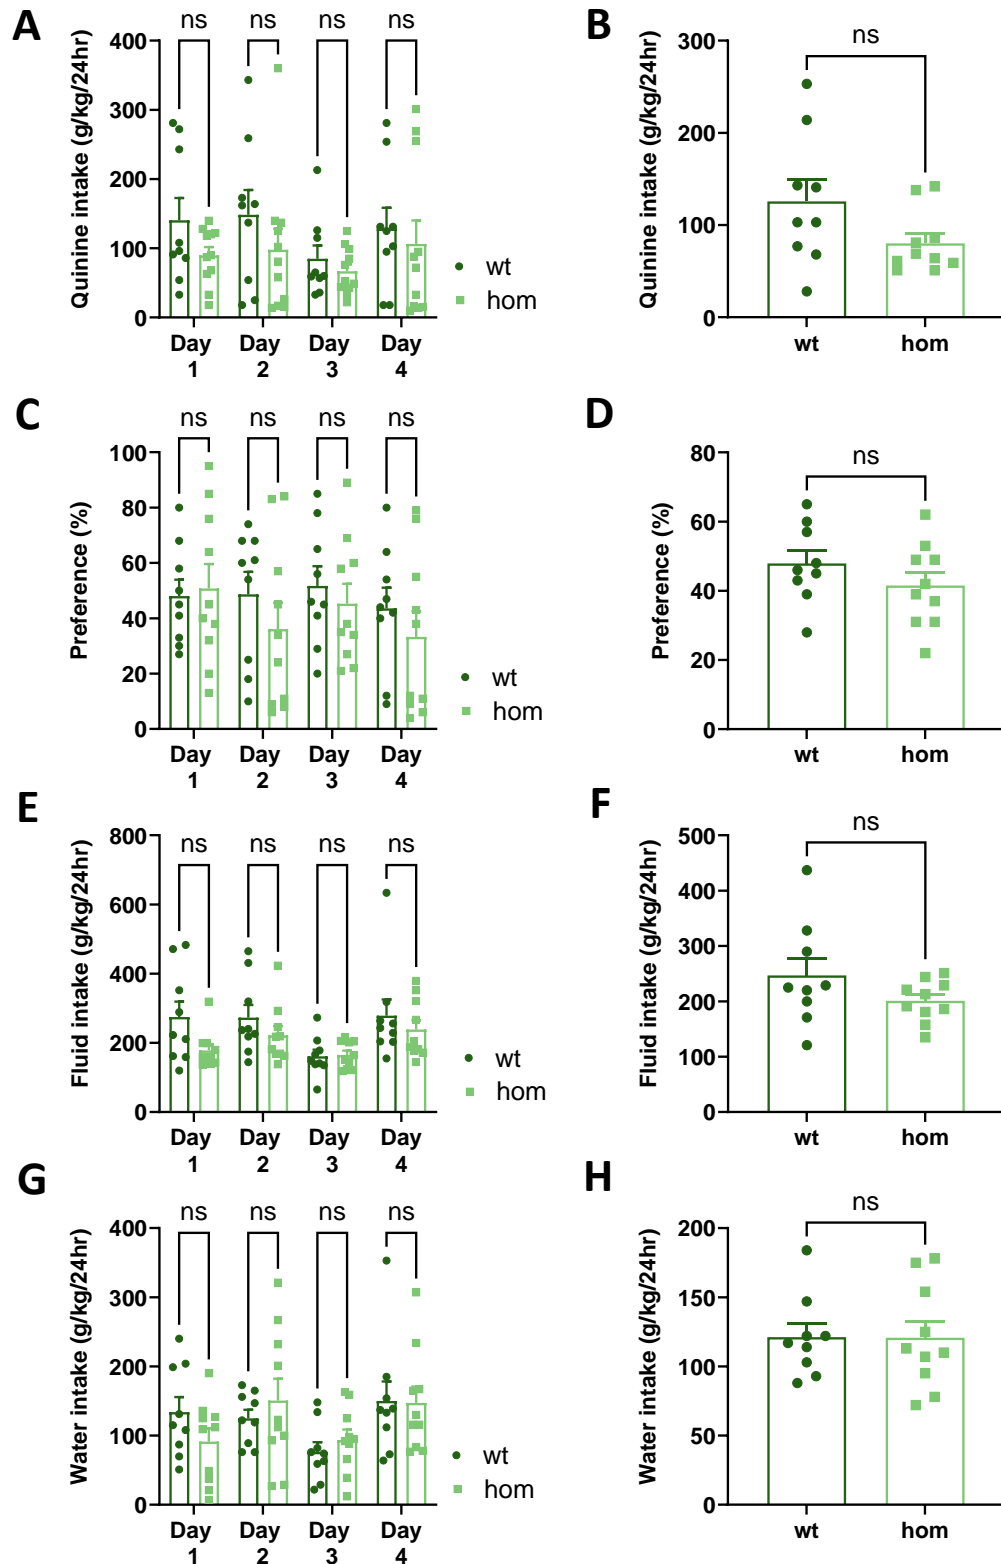 A
Quinine intake (g/kg/24hr)
400
300
200
100
0
ns ns ns ns
Day 1
Day 2
Day 3
Day 4
wt
hom
B
Quinine intake (g/kg/24hr)
300
200
100
0
ns
wt hom
C
Preference (%)
100
80
60
40
20
0
ns ns ns ns
Day 1
Day 2
Day 3
Day 4
wt
hom
D
Preference (%)
80
60
40
20
0
ns
wt hom
E
Fluid intake (g/kg/24hr)
800
600
400
200
0
ns ns ns ns
Day 1
Day 2
Day 3
Day 4
wt
hom
F
Fluid intake (g/kg/24hr)
500
400
300
200
100
0
ns
wt hom
G
Water intake (g/kg/24hr)
400
300
200
100
0
ns ns ns ns
Day 1
Day 2
Day 3
Day 4
wt
hom
H
Water intake (g/kg/24hr)
200
150
100
50
0
ns
wt hom